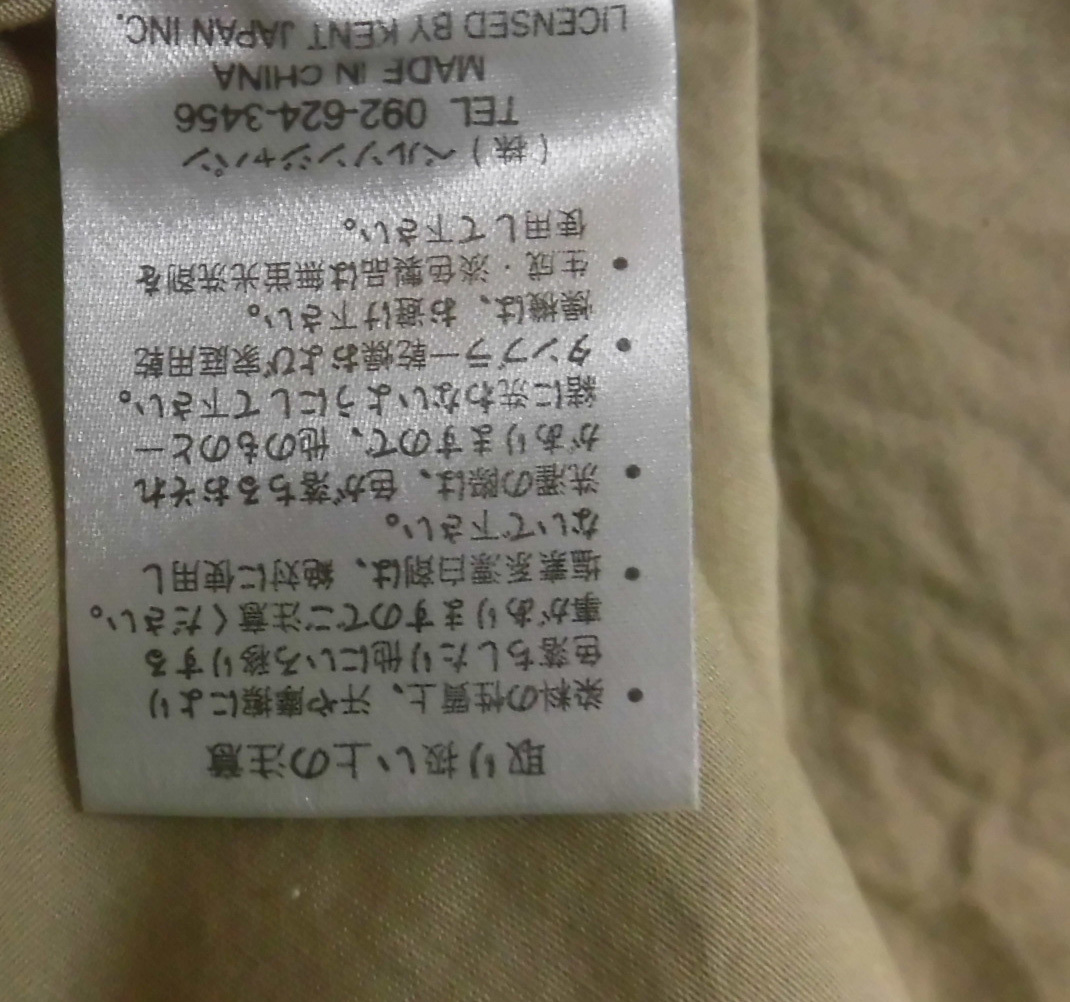 取り扱い上の注意
● 染料の性質上、汗や摩擦により
色落ちしたり他にいろ移りする
事がありますのでご注意ください。
● 塩素系漂白剤は、絶対に使用し
ないで下さい。
● 洗濯の際は、色が落ちるおそれ
がありますので、他のものと一
緒に洗わないようにして下さい。
● タンブラー乾燥および家庭用乾
燥機は、お避け下さい。
● 生成・淡色製品は無蛍光洗剤を
使用して下さい。
(株)ベルソンジャパン
TEL 092-624-3456
MADE IN CHINA
LICENSED BY KENT JAPAN INC.